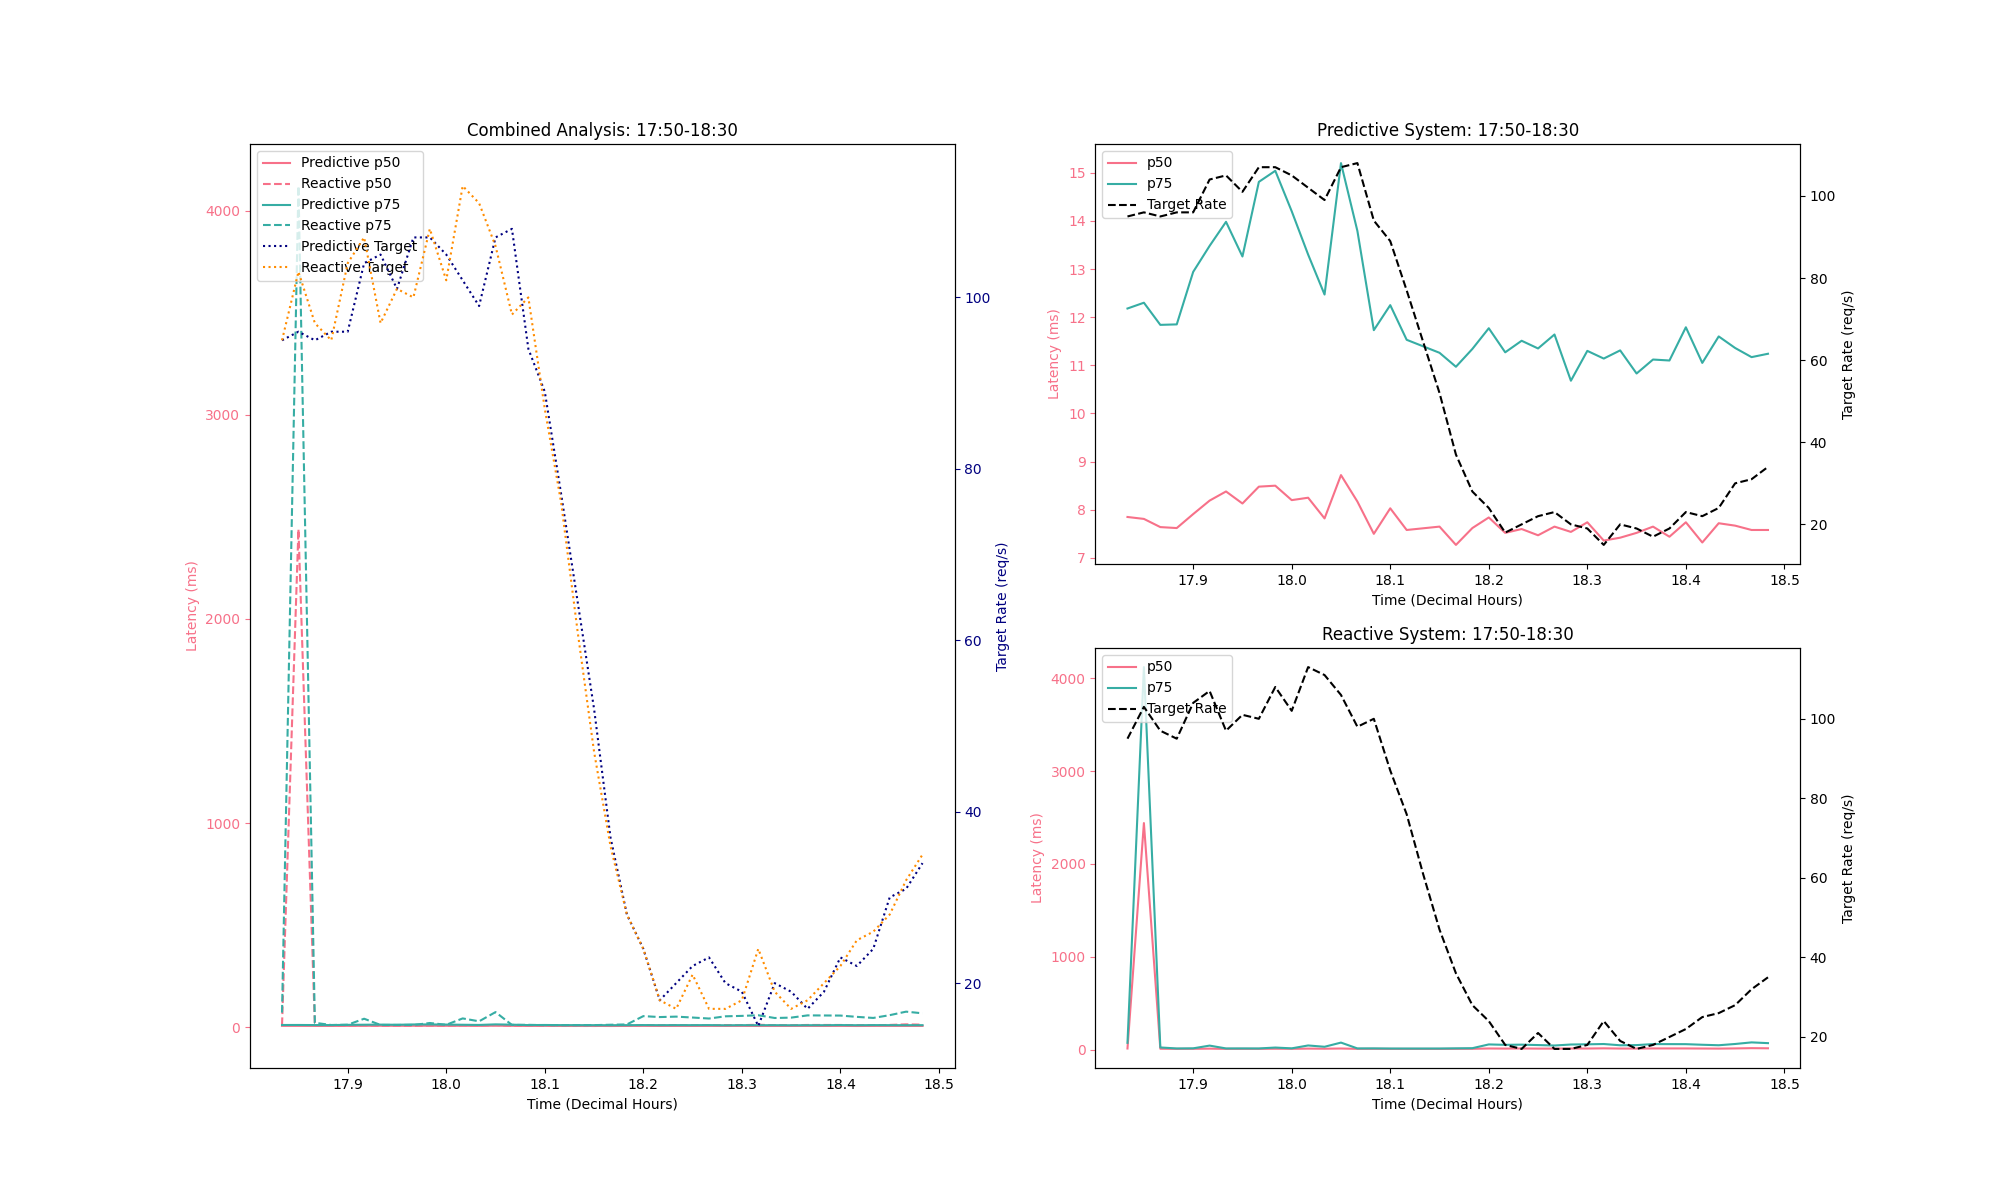 Combined Analysis: 17:50-18:30
Predictive p50
Reactive p50
Predictive p75
Reactive p75
Predictive Target
Reactive Target
4000
3000
2000
1000
0
Latency (ms)
100
80
60
40
20
Target Rate (req/s)
17.9 18.0 18.1 18.2 18.3 18.4 18.5
Time (Decimal Hours)
Predictive System: 17:50-18:30
p50
p75
Target Rate
15
14
13
12
11
10
9
8
7
Latency (ms)
100
80
60
40
20
Target Rate (req/s)
17.9 18.0 18.1 18.2 18.3 18.4 18.5
Time (Decimal Hours)
Reactive System: 17:50-18:30
p50
p75
Target Rate
4000
3000
2000
1000
0
Latency (ms)
100
80
60
40
20
Target Rate (req/s)
17.9 18.0 18.1 18.2 18.3 18.4 18.5
Time (Decimal Hours)